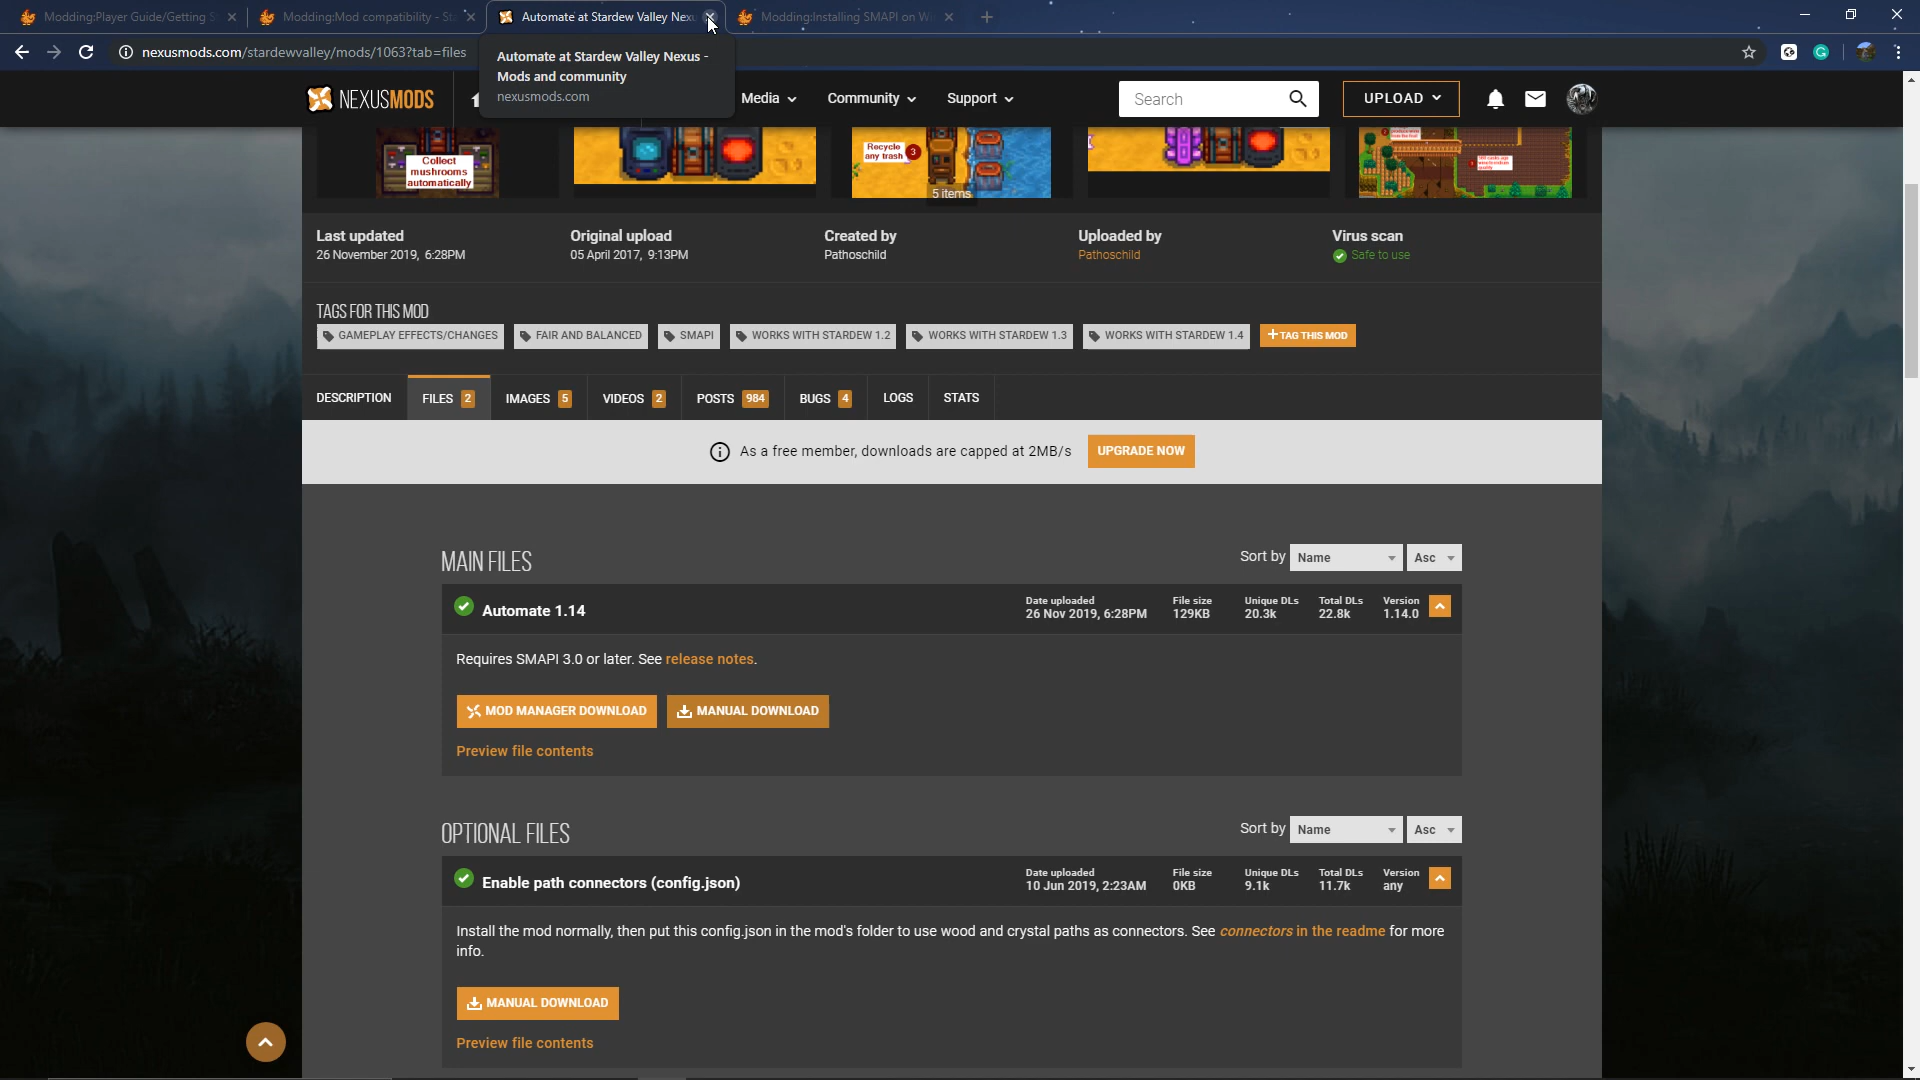 Modding:Player Guide/Getting S
Modding:Mod compatibility - Sta
Automate at Stardew Valley Nexu
Modding:Installing SMAPI on Wi
nexusmods.com/stardewvalley/mods/1063?tab=files
Automate at Stardew Valley Nexus -
Mods and community
nexusmods.com
NEXUSMODS
Media
Community
Support
Search
UPLOAD
Collect
mushrooms
automatically
Recycle
any trash
3
5 items
Last updated
26 November 2019, 6:28PM
Original upload
05 April 2017, 9:13PM
Created by
Pathoschild
Uploaded by
Pathoschild
Virus scan
Safe to use
TAGS FOR THIS MOD
GAMEPLAY EFFECTS/CHANGES
FAIR AND BALANCED
SMAPI
WORKS WITH STARDEW 1.2
WORKS WITH STARDEW 1.3
WORKS WITH STARDEW 1.4
+ TAG THIS MOD
DESCRIPTION
FILES 2
IMAGES 5
VIDEOS 2
POSTS 984
BUGS 4
LOGS
STATS
As a free member, downloads are capped at 2MB/s
UPGRADE NOW
MAIN FILES
Sort by Name Asc
Automate 1.14
Date uploaded
26 Nov 2019, 6:28PM
File size
129KB
Unique DLs
20.3k
Total DLs
22.8k
Version
1.14.0
Requires SMAPI 3.0 or later. See release notes.
MOD MANAGER DOWNLOAD
MANUAL DOWNLOAD
Preview file contents
OPTIONAL FILES
Sort by Name Asc
Enable path connectors (config.json)
Date uploaded
10 Jun 2019, 2:23AM
File size
0KB
Unique DLs
9.1k
Total DLs
11.7k
Version
any
Install the mod normally, then put this config.json in the mod's folder to use wood and crystal paths as connectors. See connectors in the readme for more
info.
MANUAL DOWNLOAD
Preview file contents